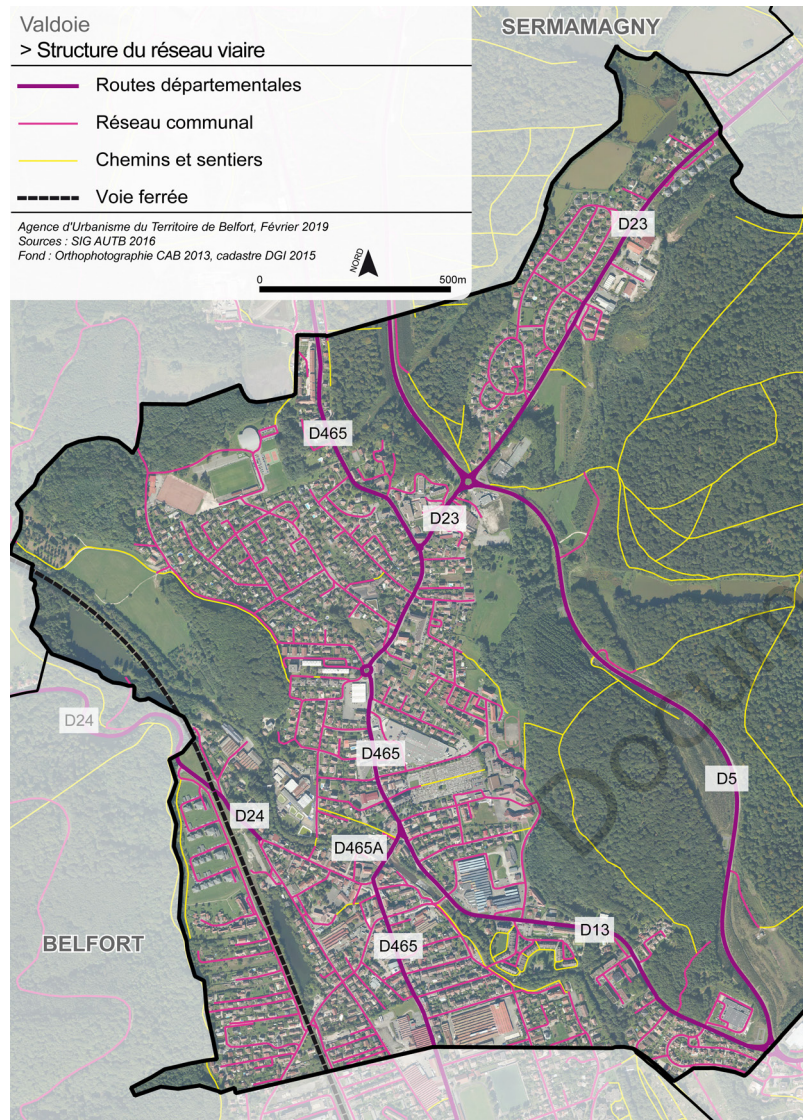 Valdoie
> Structure du réseau viaire
Routes départementales
Réseau communal
Chemins et sentiers
Voie ferrée
Agence d'Urbanisme du Territoire de Belfort, Février 2019
Sources : SIG AUTB 2016
Fond : Orthophotographie CAB 2013, cadastre DGI 2015
NORD
0 500m
SERMAMAGNY
D23
D465
D23
D24
D465
D5
D24
D465A
D13
D465
BELFORT